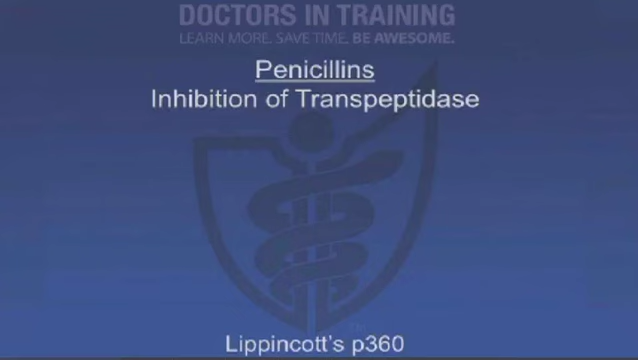 DOCTORS IN TRAINING
LEARN MORE. SAVE TIME. BE AWESOME.
Penicillins
Inhibition of Transpeptidase
Lippincott's p360